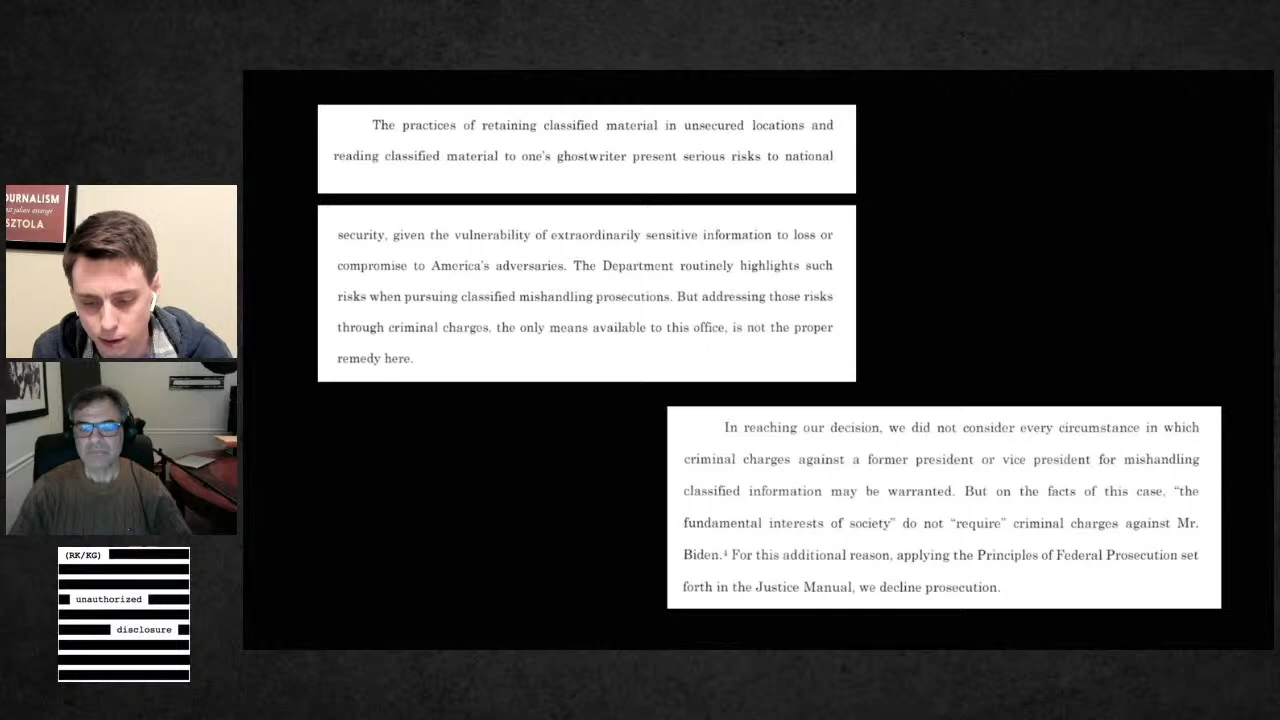 OURNALISM
SZTOLA
(RK/KG)
unauthorized
disclosure
The practices of retaining classified material in unsecured locations and
reading classified material to one's ghostwriter present serious risks to national
security, given the vulnerability of extraordinarily sensitive information to loss or
compromise to America's adversaries. The Department routinely highlights such
risks when pursuing classified mishandling prosecutions. But addressing those risks
through criminal charges, the only means available to this office, is not the proper
remedy here.
In reaching our decision, we did not consider every circumstance in which
criminal charges against a former president or vice president for mishandling
classified information may be warranted. But on the facts of this case, “the
fundamental interests of society” do not “require” criminal charges against Mr.
Biden.⁴ For this additional reason, applying the Principles of Federal Prosecution set
forth in the Justice Manual, we decline prosecution.